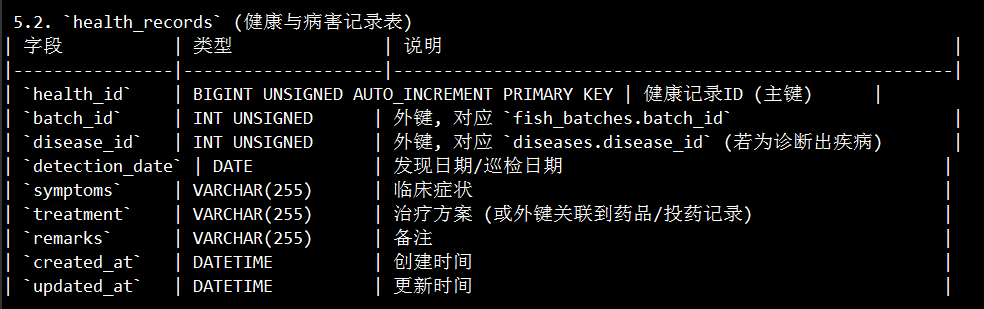 5.2. `health_records` (健康与病害记录表)
| 字段 | 类型 | 说明 |
|----------------|--------------------|--------------------------------------------------------|
| `health_id` | BIGINT UNSIGNED AUTO_INCREMENT PRIMARY KEY | 健康记录ID (主键) |
| `batch_id` | INT UNSIGNED | 外键, 对应 `fish_batches.batch_id` |
| `disease_id` | INT UNSIGNED | 外键, 对应 `diseases.disease_id` (若为诊断出疾病) |
| `detection_date` | DATE | 发现日期/巡检日期 |
| `symptoms` | VARCHAR(255) | 临床症状 |
| `treatment` | VARCHAR(255) | 治疗方案 (或外键关联到药品/投药记录) |
| `remarks` | VARCHAR(255) | 备注 |
| `created_at` | DATETIME | 创建时间 |
| `updated_at` | DATETIME | 更新时间 |